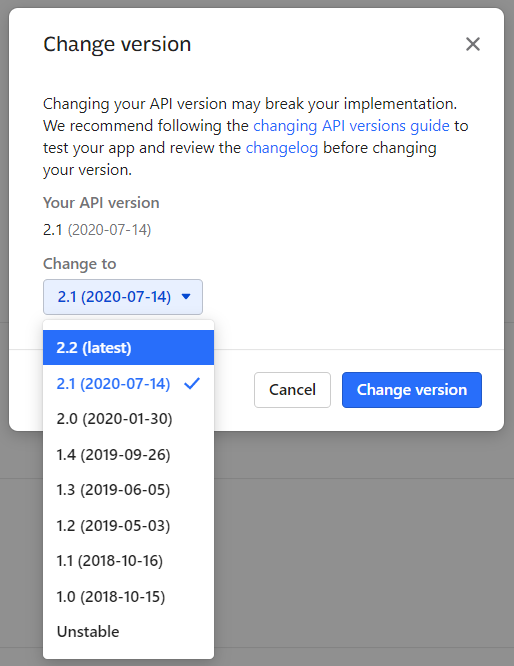 Change version
Changing your API version may break your implementation.
We recommend following the changing API versions guide to
test your app and review the changelog before changing
your version.
Your API version
2.1 (2020-07-14)
Change to
2.1 (2020-07-14)
2.2 (latest)
2.1 (2020-07-14)
2.0 (2020-01-30)
1.4 (2019-09-26)
1.3 (2019-06-05)
1.2 (2019-05-03)
1.1 (2018-10-16)
1.0 (2018-10-15)
Unstable
Cancel
Change version